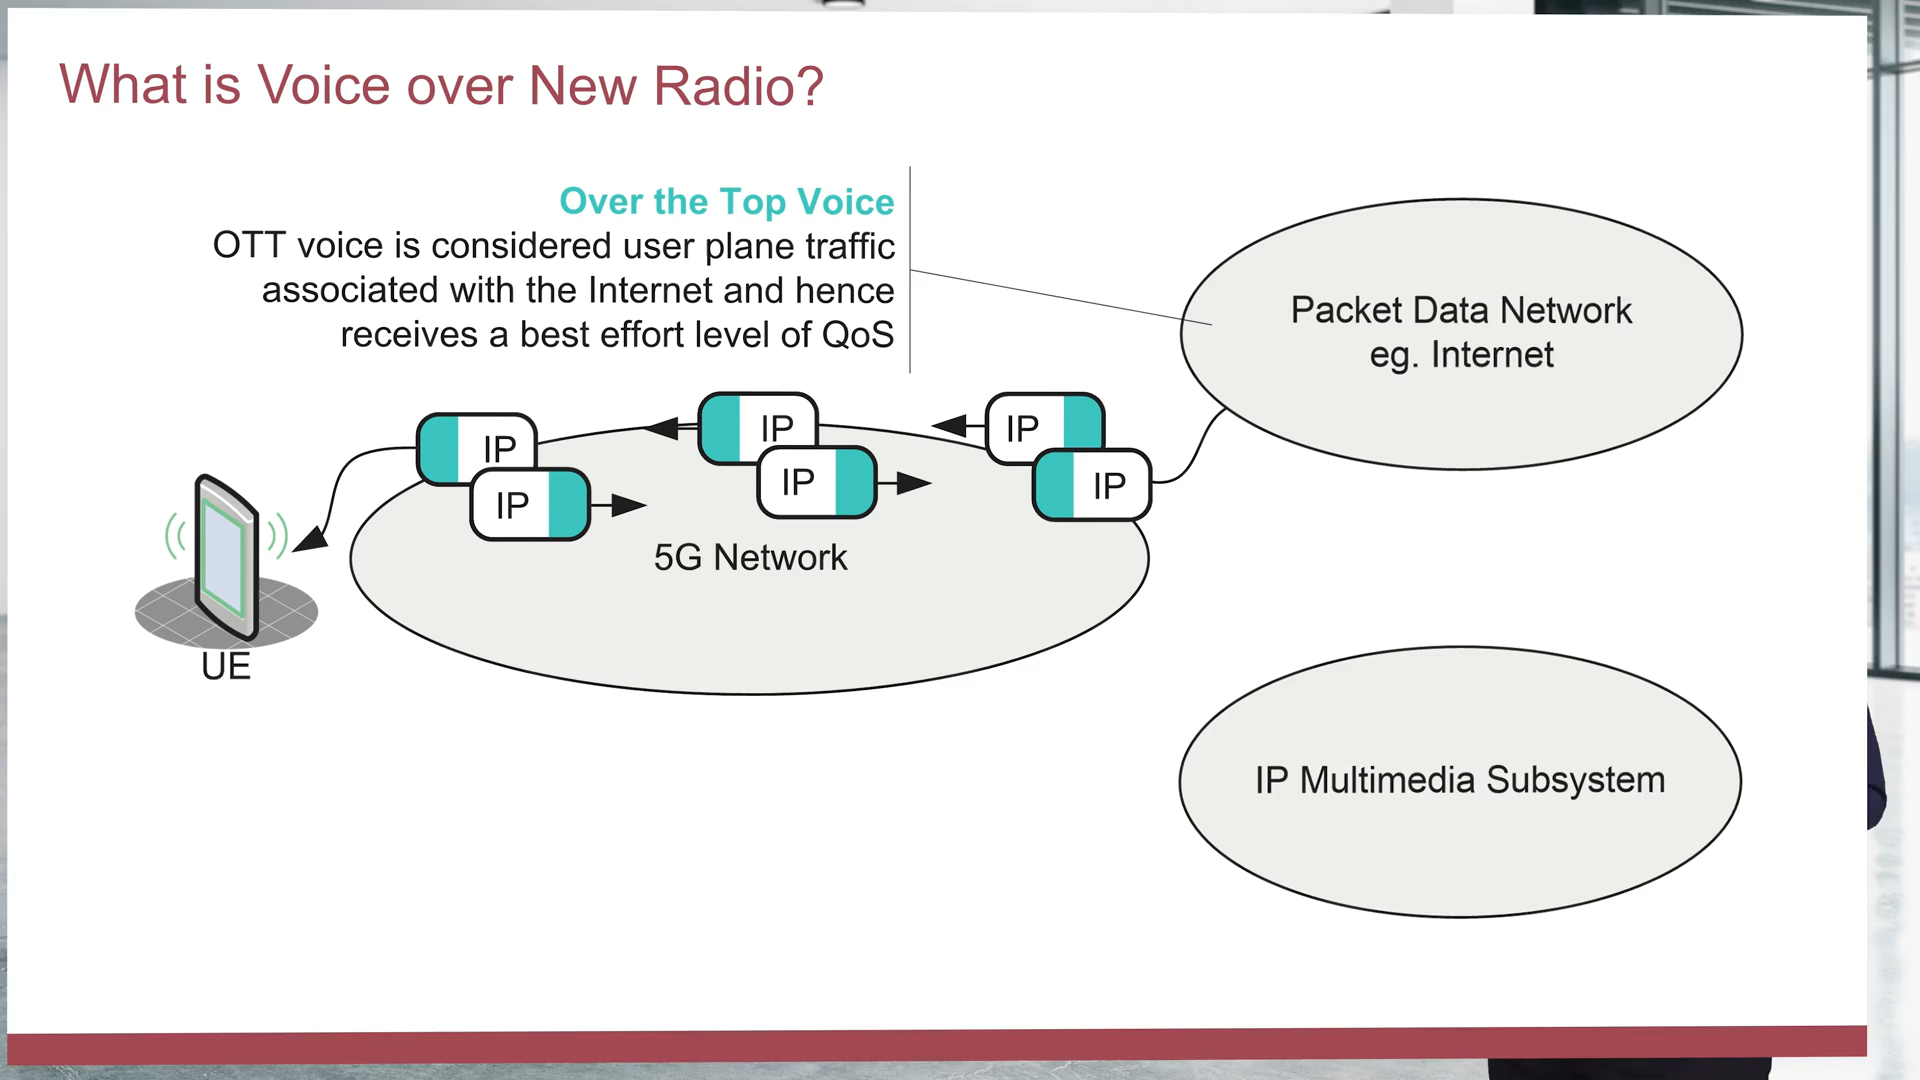 What is Voice over New Radio?
Over the Top Voice
OTT voice is considered user plane traffic
associated with the Internet and hence
receives a best effort level of QoS
Packet Data Network
eg. Internet
IP
IP
IP
IP
IP
IP
5G Network
UE
IP Multimedia Subsystem